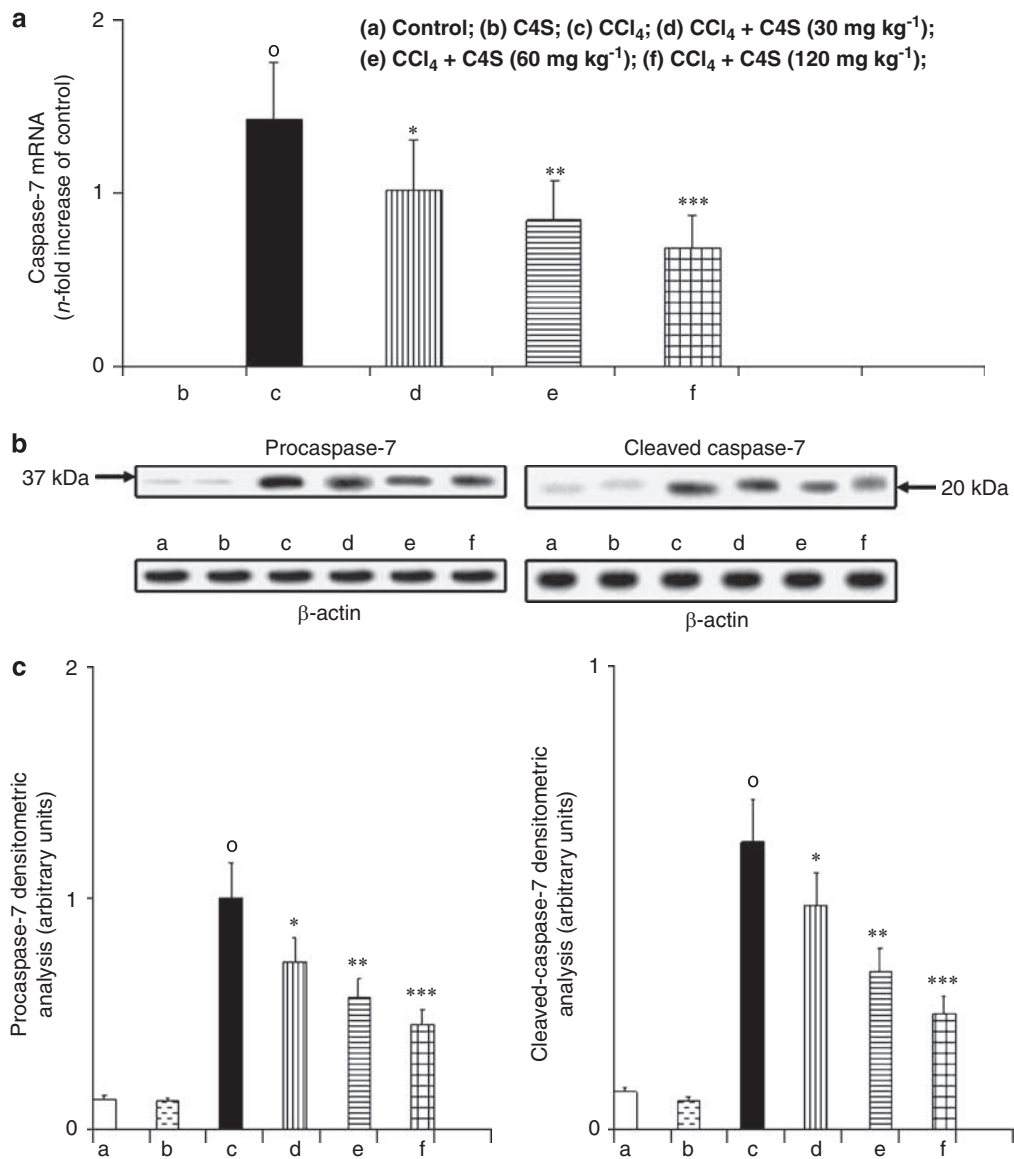 a
(a) Control; (b) C4S; (c) CCl₄; (d) CCl₄ + C4S (30 mg kg⁻¹);
(e) CCl₄ + C4S (60 mg kg⁻¹); (f) CCl₄ + C4S (120 mg kg⁻¹);
Caspase-7 mRNA
(n-fold increase of control)
2
1
0
o
*
**
***
b c d e f
b
Procaspase-7
Cleaved caspase-7
37 kDa
20 kDa
a b c d e f
a b c d e f
β-actin
β-actin
c
Procaspase-7 densitometric
analysis (arbitrary units)
2
1
0
o
*
**
***
a b c d e f
Cleaved-caspase-7 densitometric
analysis (arbitrary units)
1
0
o
*
**
***
a b c d e f